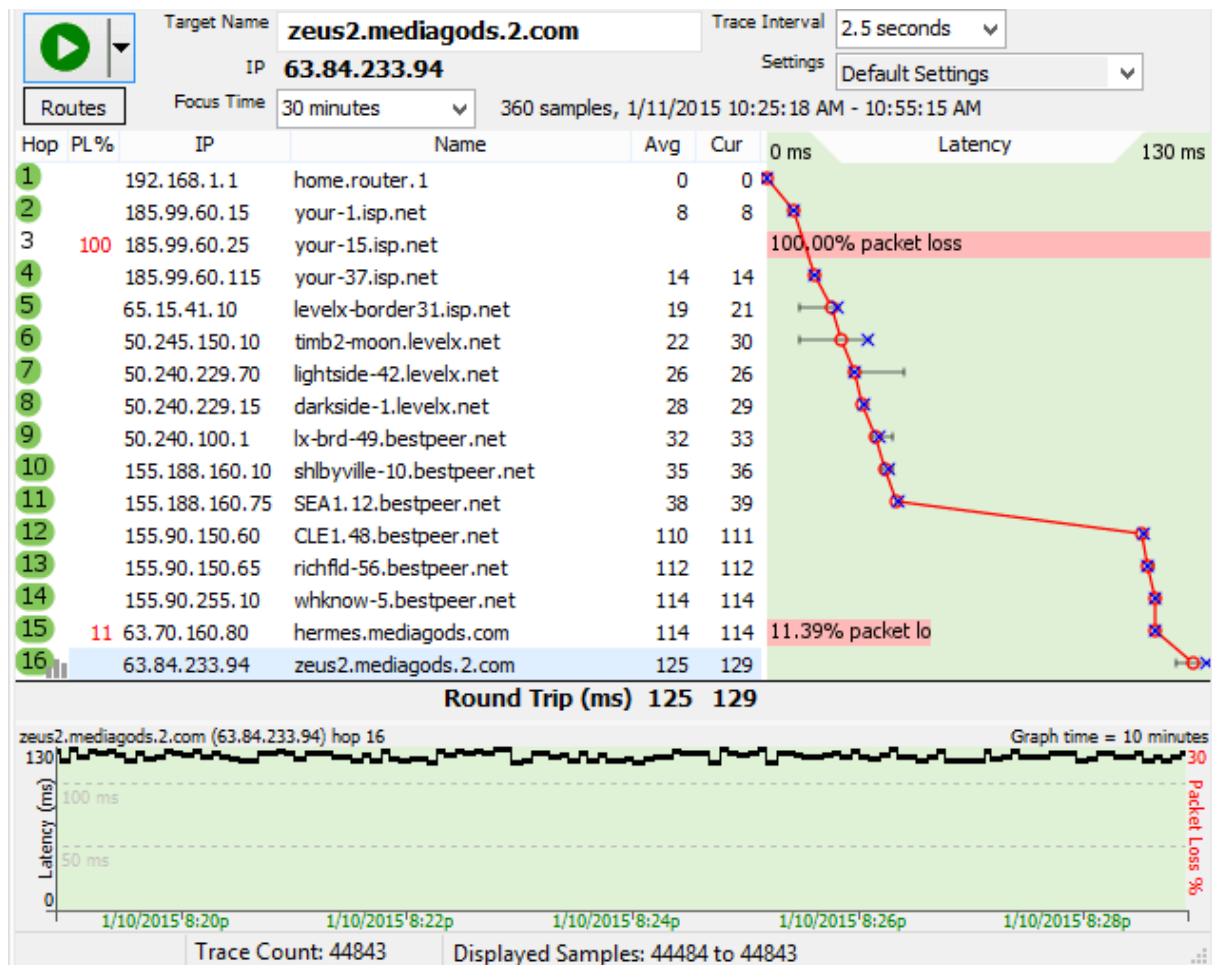 Target Name zeus2.mediagods.2.com Trace Interval 2.5 seconds
IP 63.84.233.94 Settings Default Settings
Routes Focus Time 30 minutes 360 samples, 1/11/2015 10:25:18 AM - 10:55:15 AM
Hop PL% IP Name Avg Cur 0 ms Latency 130 ms
1 192.168.1.1 home.router.1 0 0
2 185.99.60.15 your-1.isp.net 8 8
3 100 185.99.60.25 your-15.isp.net 100.00% packet loss
4 185.99.60.115 your-37.isp.net 14 14
5 65.15.41.10 levelx-border31.isp.net 19 21
6 50.245.150.10 timb2-moon.levelx.net 22 30
7 50.240.229.70 lightside-42.levelx.net 26 26
8 50.240.229.15 darkside-1.levelx.net 28 29
9 50.240.100.1 lx-brd-49.bestpeer.net 32 33
10 155.188.160.10 shlbyville-10.bestpeer.net 35 36
11 155.188.160.75 SEA1.12.bestpeer.net 38 39
12 155.90.150.60 CLE1.48.bestpeer.net 110 111
13 155.90.150.65 richfld-56.bestpeer.net 112 112
14 155.90.255.10 whknow-5.bestpeer.net 114 114
15 11 63.70.160.80 hermes.mediagods.com 114 114 11.39% packet lo
16 63.84.233.94 zeus2.mediagods.2.com 125 129
Round Trip (ms) 125 129
zeus2.mediagods.2.com (63.84.233.94) hop 16 Graph time = 10 minutes
130 30
Latency (ms)
100 ms
50 ms
0
Packet Loss %
1/10/2015 8:20p 1/10/2015 8:22p 1/10/2015 8:24p 1/10/2015 8:26p 1/10/2015 8:28p
Trace Count: 44843 Displayed Samples: 44484 to 44843